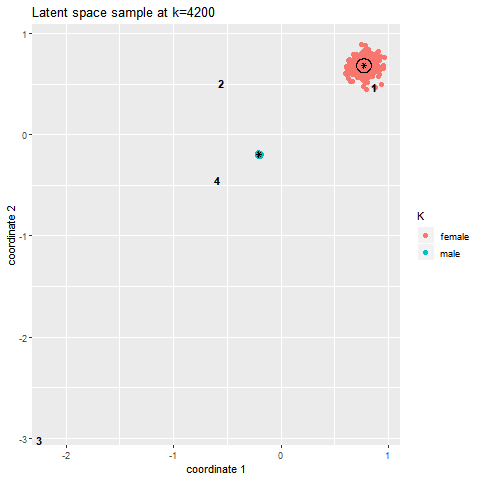 Latent space sample at k=4200
1
2
1
0
4
-1
-2
-3
3
-2
-1
0
1
coordinate 1
coordinate 2
K
female
male